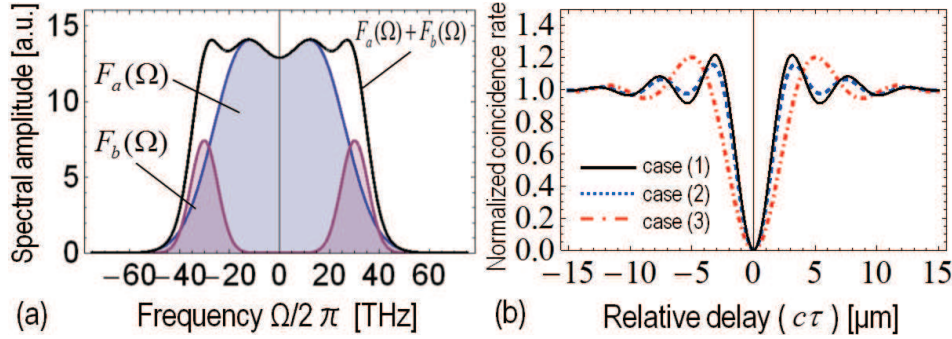 Spectral amplitude [a.u.]
15
10
5
0
F_a(Ω)
F_b(Ω)
F_a(Ω)+F_b(Ω)
−60 −40 −20 0 20 40 60
(a)
Frequency Ω/2 π [THz]
Normalized coincidence rate
1.4
1.2
1.0
0.8
0.6
0.4
0.2
0.0
case (1)
case (2)
case (3)
−15 −10 −5 0 5 10 15
(b)
Relative delay ( cτ ) [μm]